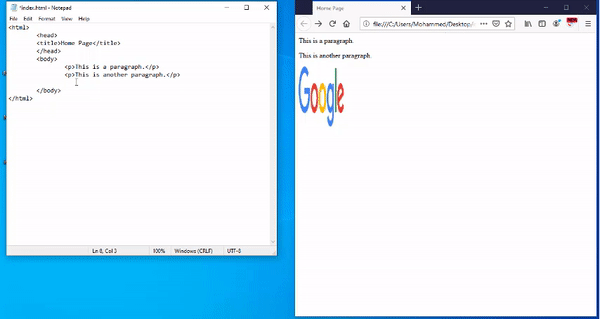 *index.html - Notepad
File Edit Format View Help
<html>
<head>
<title>Home Page</title>
</head>
<body>
<p>This is a paragraph.</p>
<p>This is another paragraph.</p>
</body>
</html>
Ln 8, Col 3 100% Windows (CRLF) UTF-8
Home Page
file:///C:/Users/Mohammed/Desktop/
This is a paragraph.
This is another paragraph.
Google